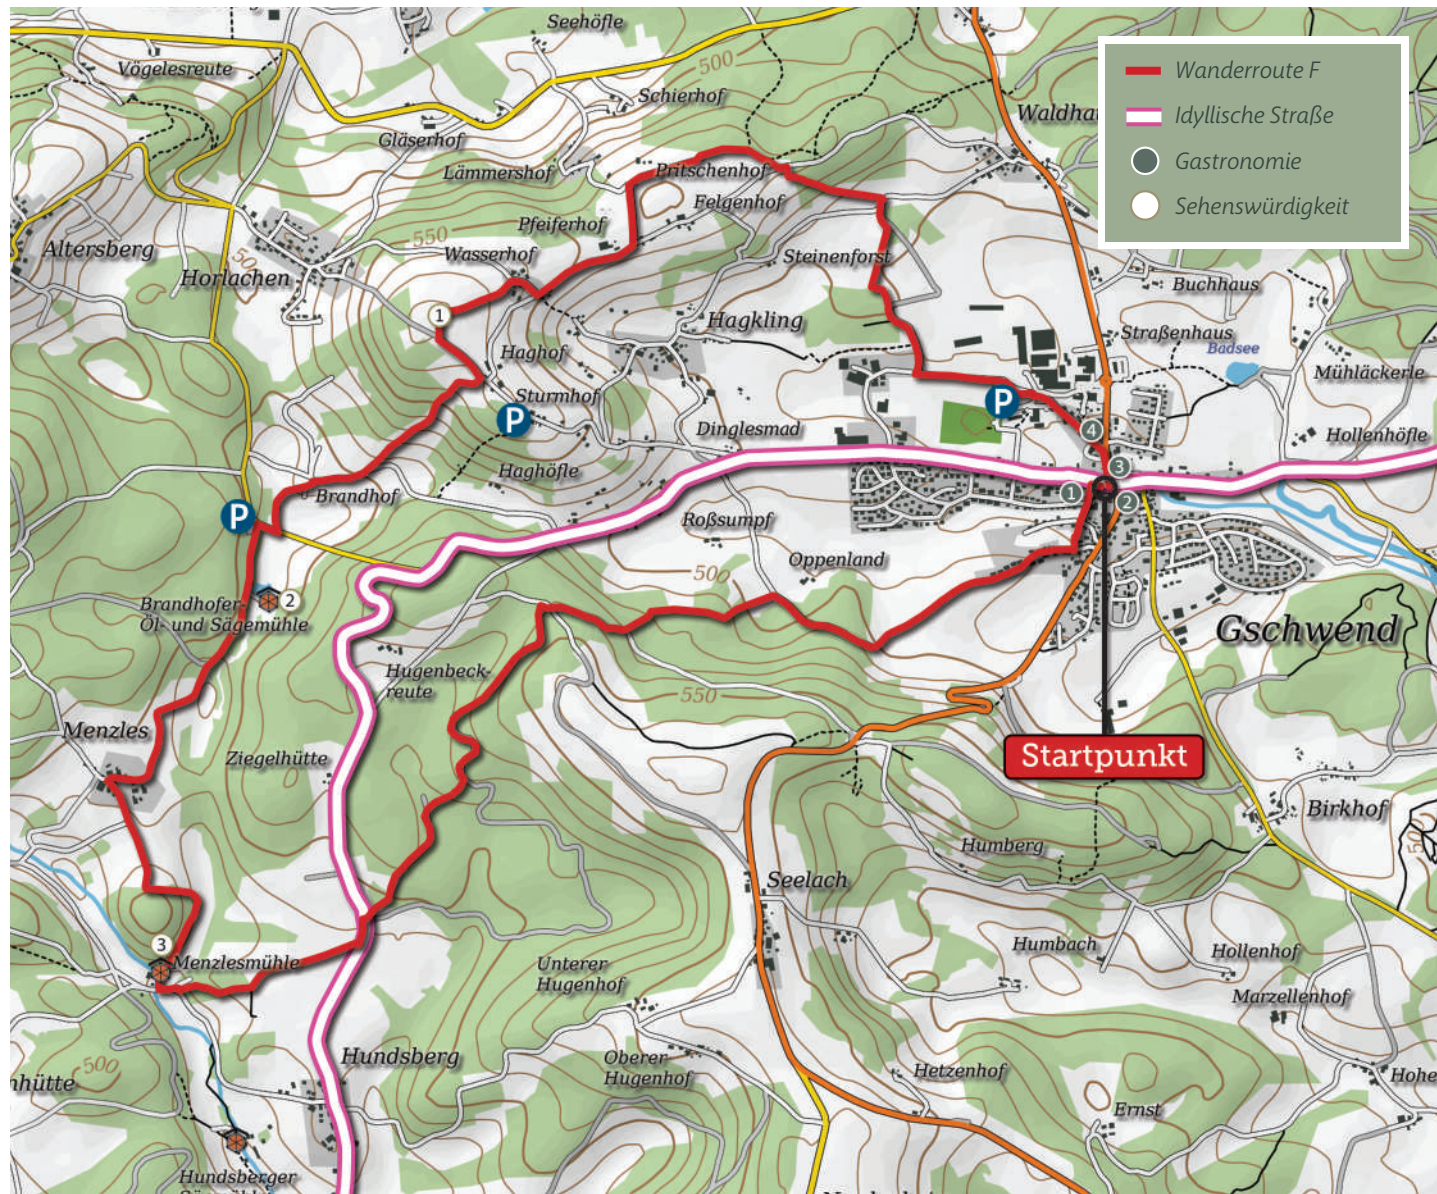 Seehöfle
Vögelesreute
500
Schierhof
Gläserhof
Lämmershof
Pritschenhof
Felgenhof
Pfeiferhof
550
Wasserhof
Steinenforst
Altersberg
Horlachen
500
Wanderroute F
Idyllische Straße
Gastronomie
Sehenswürdigkeit
Buchhaus
Straßenhaus
Badsee
Mühläckerle
Hollenhöfle
1
Hagkling
Haghof
Sturmhof
P
P
Dinglesmad
4
3
1
2
Haghöfle
Brandhof
P
Roßsumpf
Oppenland
500
Brandhofer-
Öl- und Sägemühle
2
Gschwend
Hugenbeck-
reute
550
Menzles
Ziegelhütte
Startpunkt
Birkhof
500
Humberg
Seelach
3
Menzlesmühle
Unterer
Hugenhof
Humbach
Hollenhof
Marzellenhof
Hundsberg
500
Oberer
Hugenhof
Hetzenhof
Ernst
Hundsberger